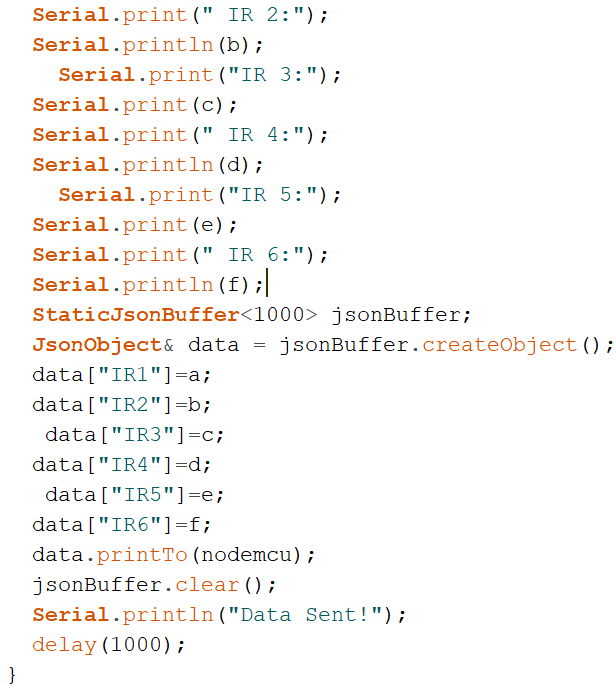 Serial.print(" IR 2:");
Serial.println(b);
Serial.print("IR 3:");
Serial.print(c);
Serial.print(" IR 4:");
Serial.println(d);
Serial.print("IR 5:");
Serial.print(e);
Serial.print(" IR 6:");
Serial.println(f);
StaticJsonBuffer<1000> jsonBuffer;
JsonObject& data = jsonBuffer.createObject();
data["IR1"]=a;
data["IR2"]=b;
data["IR3"]=c;
data["IR4"]=d;
data["IR5"]=e;
data["IR6"]=f;
data.printTo(nodemcu);
jsonBuffer.clear();
Serial.println("Data Sent!");
delay(1000);
}